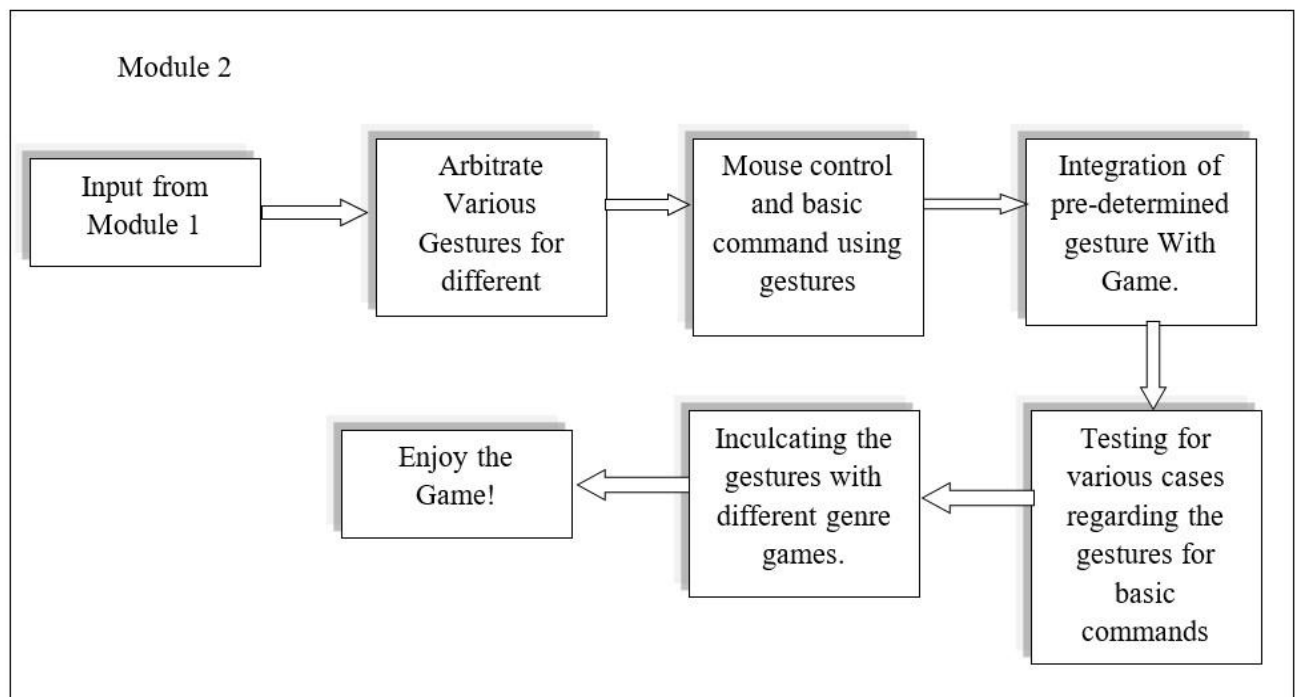 Module 2
Input from
Module 1
Arbitrate
Various
Gestures for
different
Mouse control
and basic
command using
gestures
Integration of
pre-determined
gesture With
Game.
Testing for
various cases
regarding the
gestures for
basic
commands
Inculcating the
gestures with
different genre
games.
Enjoy the
Game!